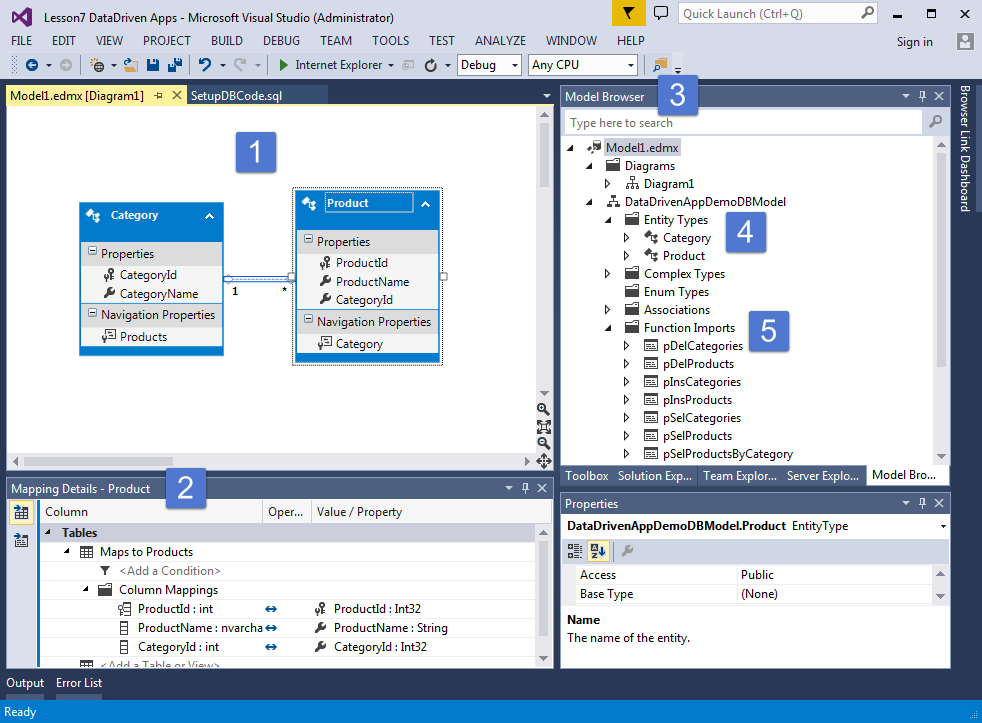 Lesson7 DataDriven Apps - Microsoft Visual Studio (Administrator)
Quick Launch (Ctrl+Q)
FILE EDIT VIEW PROJECT BUILD DEBUG TEAM TOOLS TEST ANALYZE WINDOW HELP
Sign in
Internet Explorer
Debug
Any CPU
Model1.edmx [Diagram1]
SetupDBCode.sql
1
Category
Properties
CategoryId
CategoryName
Navigation Properties
Products
1
*
Product
Properties
ProductId
ProductName
CategoryId
Navigation Properties
Category
Mapping Details - Product
2
Column
Oper...
Value / Property
Tables
Maps to Products
<Add a Condition>
Column Mappings
ProductId : int
ProductId : Int32
ProductName : nvarcha
ProductName : String
CategoryId : int
CategoryId : Int32
<Add a Table or View>
Output
Error List
Ready
Model Browser
3
Type here to search
Model1.edmx
Diagrams
Diagram1
DataDrivenAppDemoDBModel
Entity Types
4
Category
Product
Complex Types
Enum Types
Associations
Function Imports
5
pDelCategories
pDelProducts
pInsCategories
pInsProducts
pSelCategories
pSelProducts
pSelProductsByCategory
Toolbox
Solution Exp...
Team Explor...
Server Explo...
Model Bro...
Properties
DataDrivenAppDemoDBModel.Product EntityType
Access
Public
Base Type
(None)
Name
The name of the entity.
Browser Link Dashboard